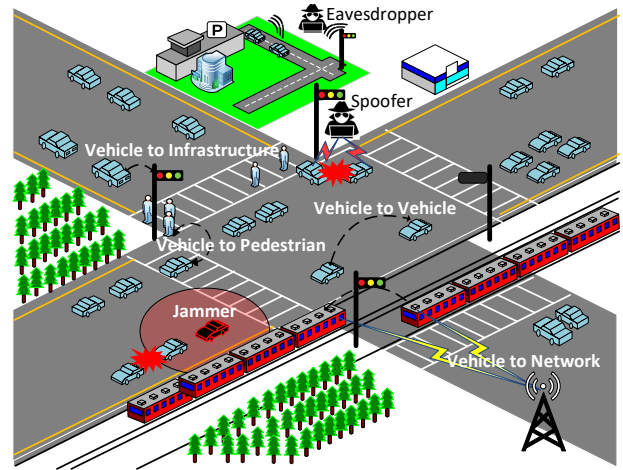 Eavesdropper
P
Spoofer
Vehicle to Infrastructure
Vehicle to Vehicle
Vehicle to Pedestrian
Jammer
Vehicle to Network